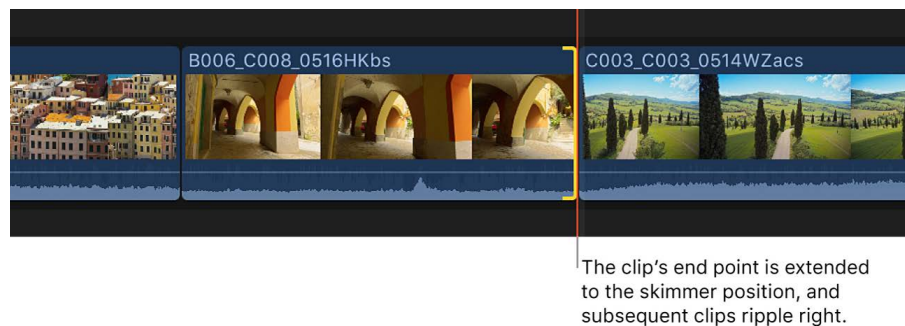 B006_C008_0516HKbs
C003_C003_0514WZacs
The clip’s end point is extended
to the skimmer position, and
subsequent clips ripple right.